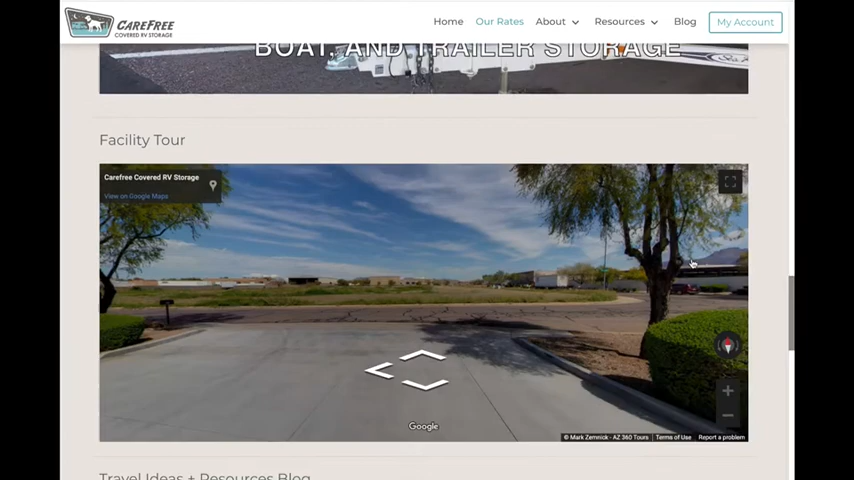 CAREFREE
COVERED RV STORAGE
Home
Our Rates
About
Resources
Blog
My Account
BOAT, AND TRAILER STORAGE
Facility Tour
Carefree Covered RV Storage
View on Google Maps
Google
© Mark Zemnick - AZ 360 Tours
Terms of Use
Report a problem
Travel Ideas + Resources Blog